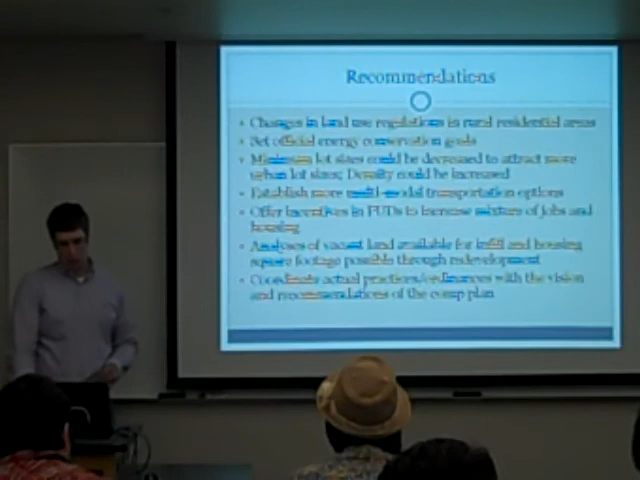 Recommendations
• Changes in land use regulations in rural residential areas
• Set official energy conservation goals
• Minimum lot sizes could be decreased to attract more
urban lot sizes; Density could be increased
• Establish more multi-modal transportation options
• Offer incentives in PUDs to increase mixture of jobs and
housing
• Analyses of vacant land available for infill and housing
square footage possible through redevelopment
• Coordinate actual practices/ordinances with the vision
and recommendations of the comp plan